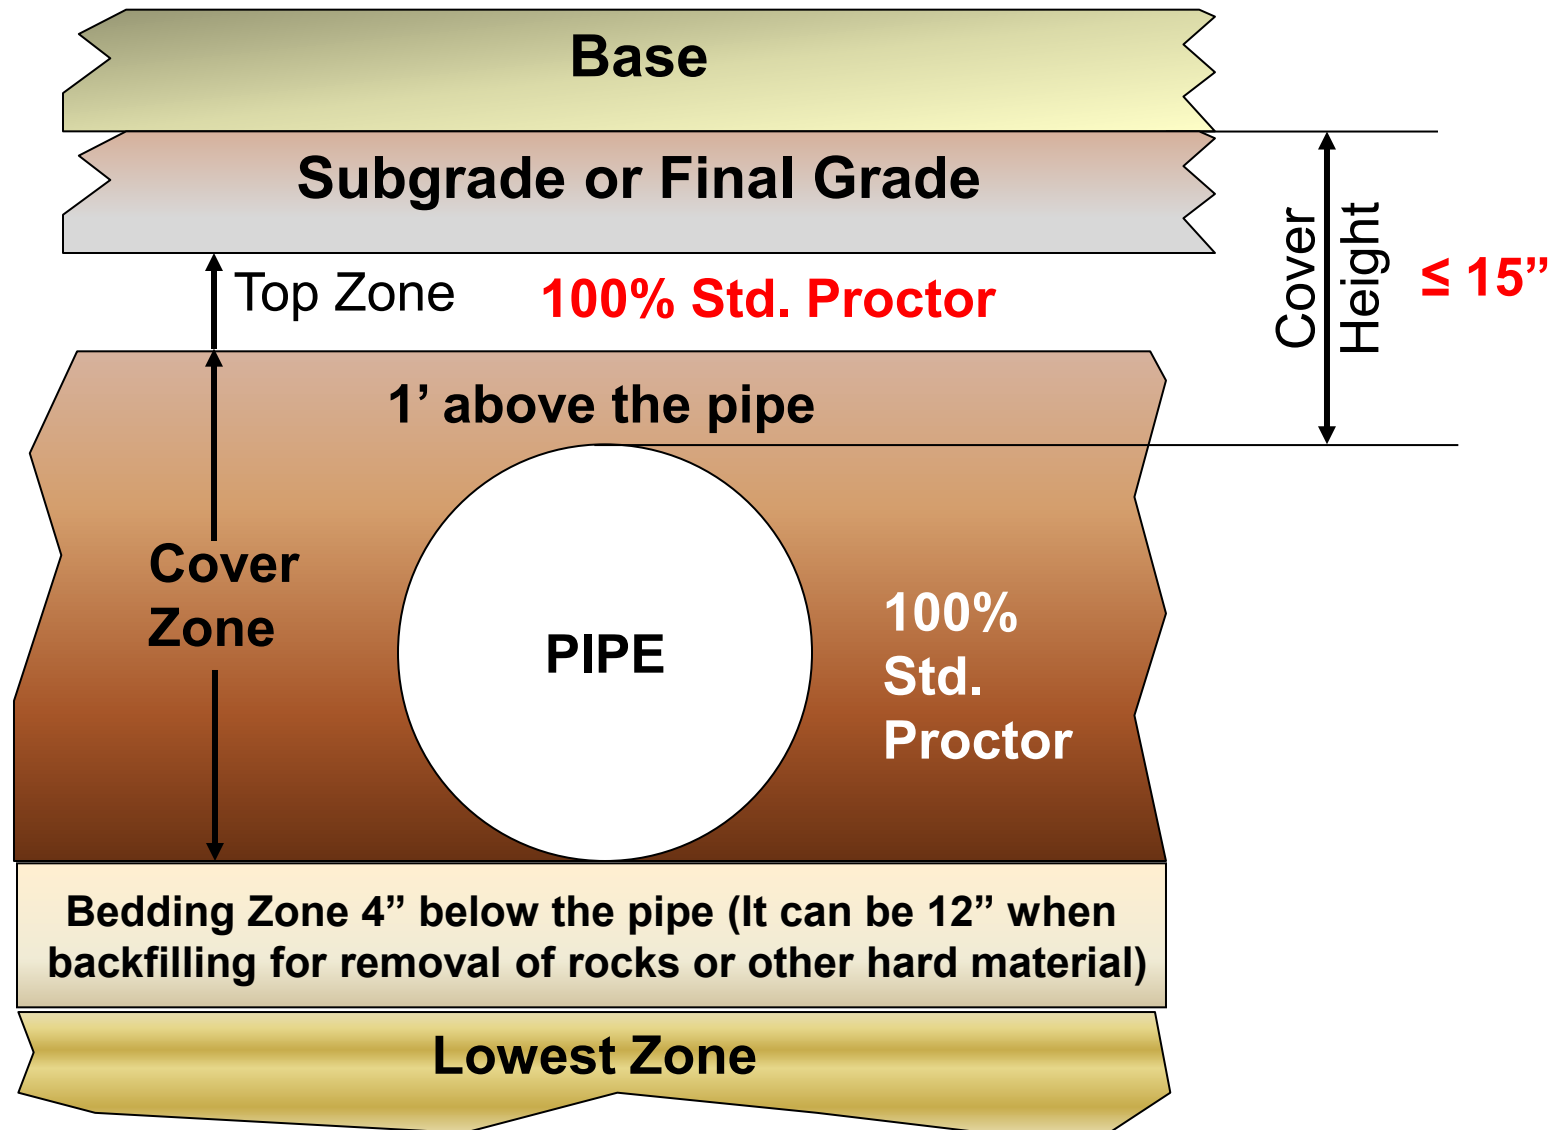 Base
Subgrade or Final Grade
Top Zone
100% Std. Proctor
Cover
Height
≤ 15”
1’ above the pipe
Cover
Zone
PIPE
100%
Std.
Proctor
Bedding Zone 4” below the pipe (It can be 12” when
backfilling for removal of rocks or other hard material)
Lowest Zone